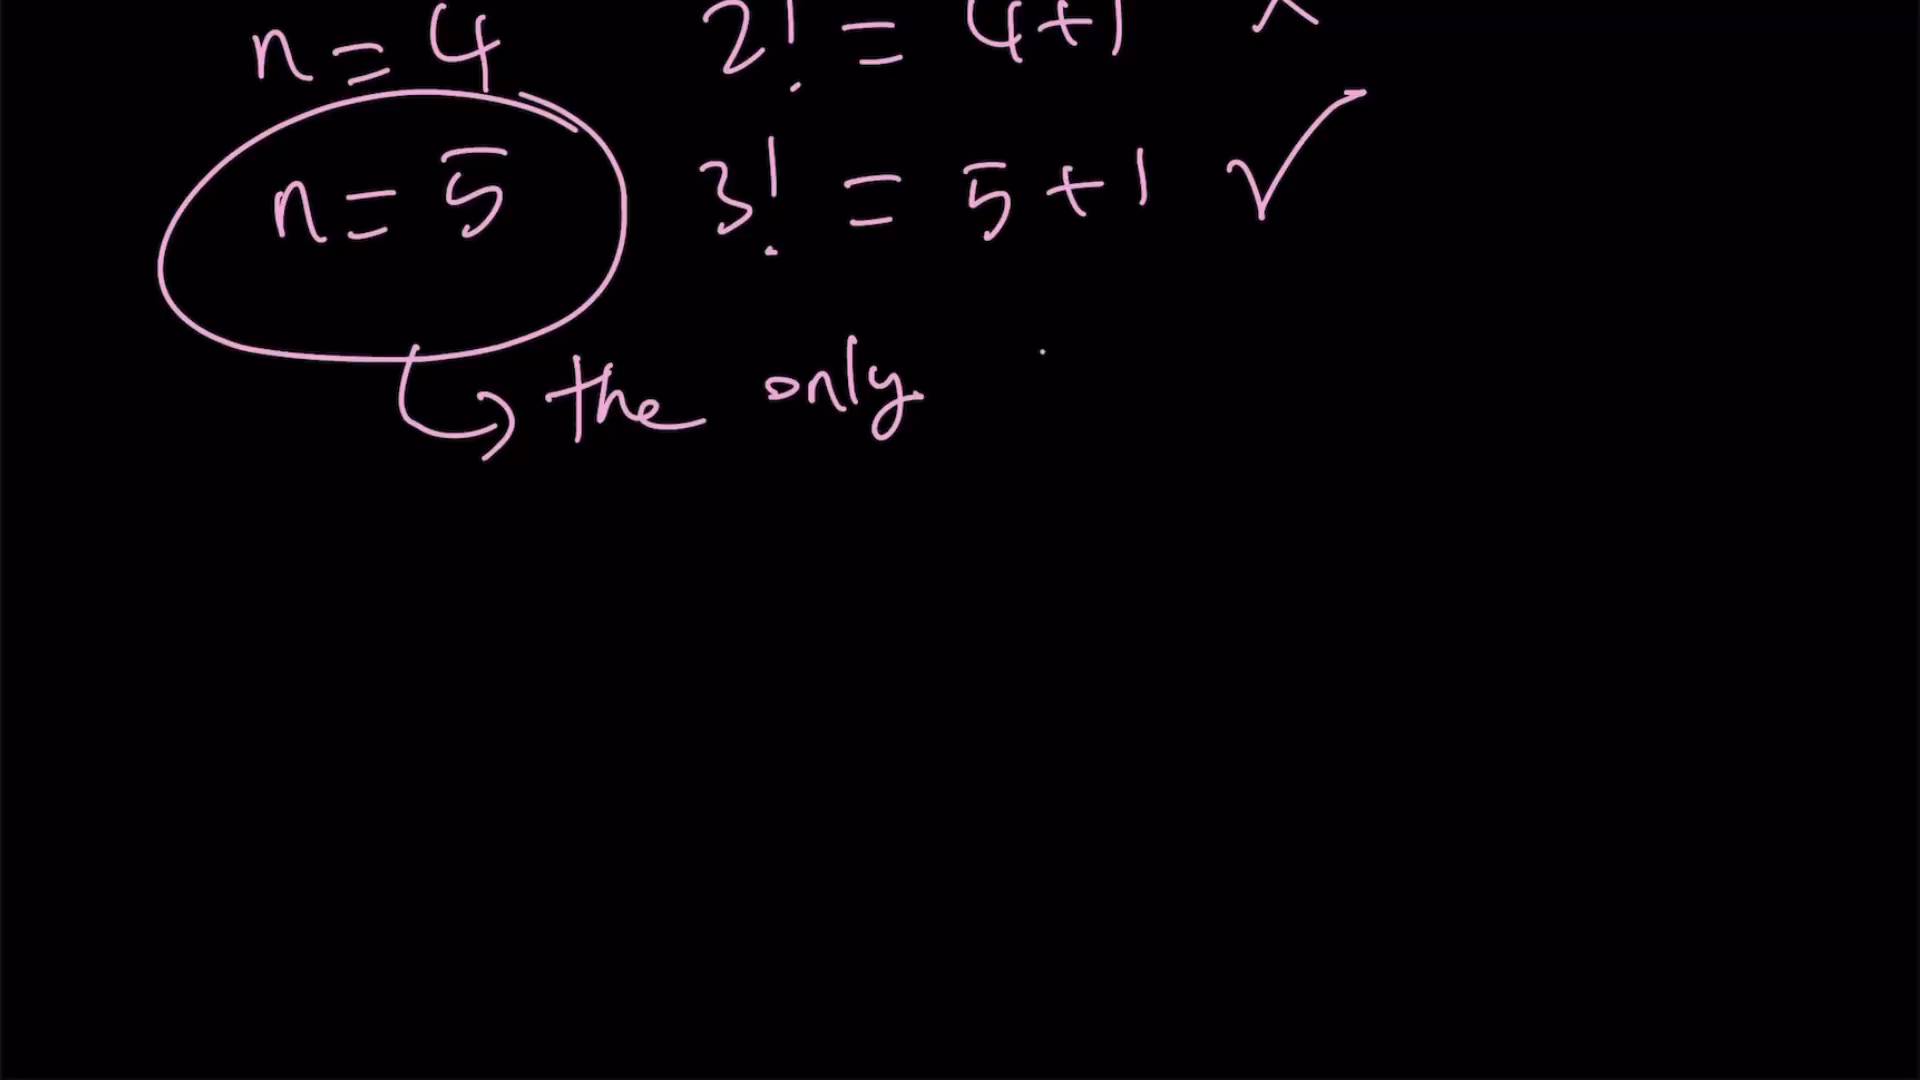 n = 4 2! = 4+1 ×
n = 5 3! = 5+1 ✓
the only